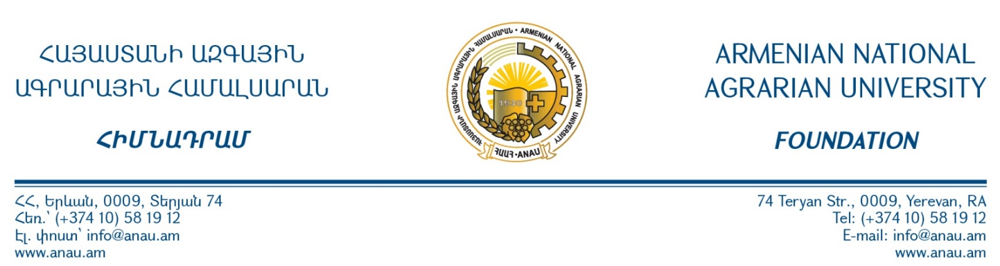 ՀԱՅԱՍՏԱՆԻ ԱԶԳԱՅԻՆ
ԱԳՐԱՐԱՅԻՆ ՀԱՄԱԼՍԱՐԱՆ
ՀԻՄՆԱԴՐԱՄ
ՀԱՅԱՍՏԱՆԻ ԱԶԳԱՅԻՆ ԱԳՐԱՐԱՅԻՆ ՀԱՄԱԼՍԱՐԱՆ • ARMENIAN NATIONAL AGRARIAN UNIVERSITY
1930
ՀԱԱՀ•ANAU
ARMENIAN NATIONAL
AGRARIAN UNIVERSITY
FOUNDATION
ՀՀ, Երևան, 0009, Տերյան 74
Հեռ.՝ (+374 10) 58 19 12
Էլ. փոստ՝ info@anau.am
www.anau.am
74 Teryan Str., 0009, Yerevan, RA
Tel: (+374 10) 58 19 12
E-mail: info@anau.am
www.anau.am